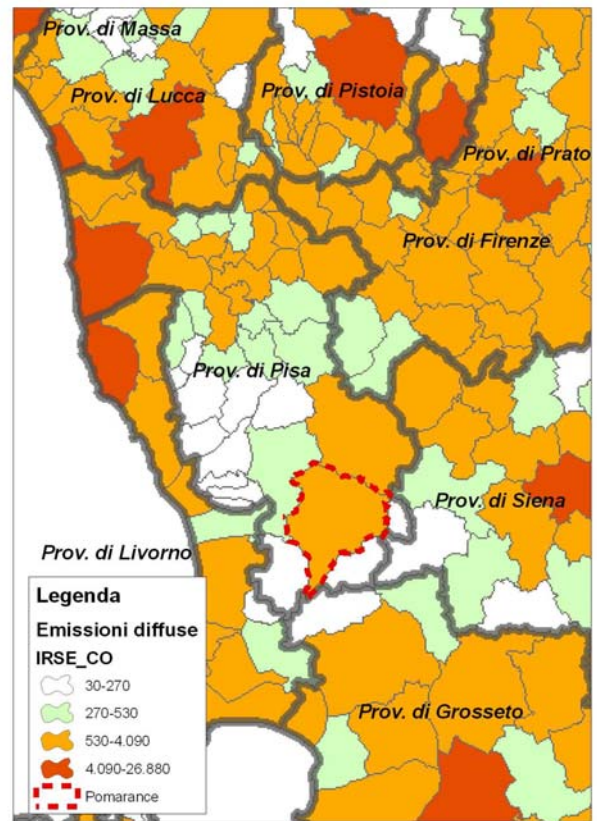 Prov. di Massa
Prov. di Lucca
Prov. di Pistoia
Prov. di Prato
Prov. di Firenze
Prov. di Pisa
Prov. di Siena
Prov. di Livorno
Prov. di Grosseto
Legenda
Emissioni diffuse
IRSE_CO
30-270
270-530
530-4.090
4.090-26.880
Pomarance